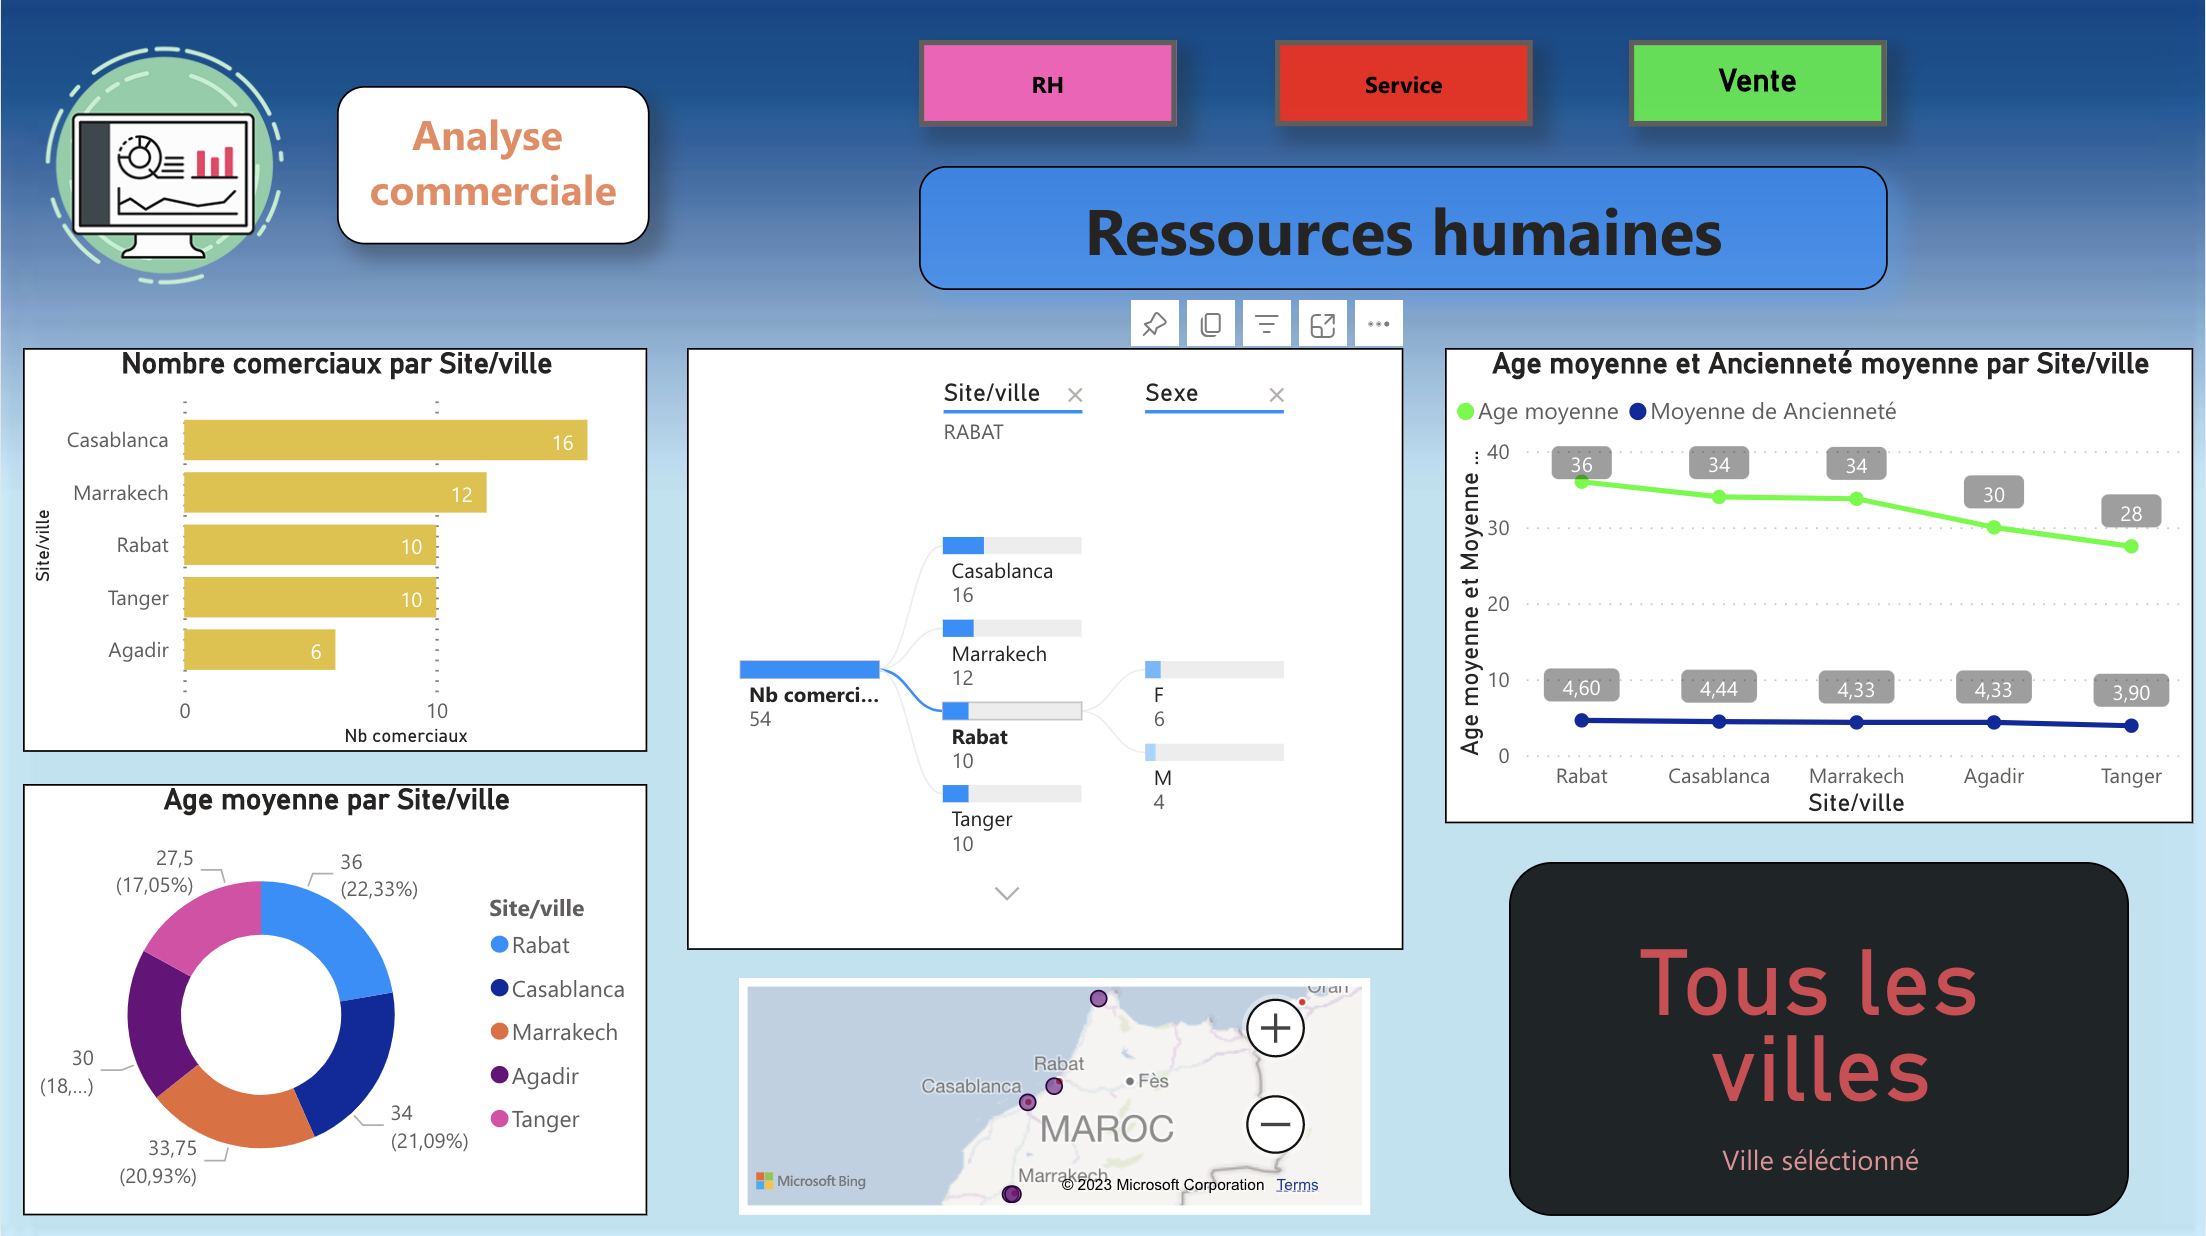 Analyse
commerciale
RH
Service
Vente
Ressources humaines
Nombre comerciaux par Site/ville
Site/ville
Casablanca
16
Marrakech
12
Rabat
10
Tanger
10
Agadir
6
0
10
Nb comerciaux
Age moyenne par Site/ville
27,5
(17,05%)
36
(22,33%)
30
(18,...)
34
(21,09%)
33,75
(20,93%)
Site/ville
Rabat
Casablanca
Marrakech
Agadir
Tanger
Site/ville
Sexe
RABAT
Nb comerci...
54
Casablanca
16
Marrakech
12
Rabat
10
Tanger
10
F
6
M
4
Oran
Rabat
Casablanca
Fès
MAROC
Marrakech
Microsoft Bing
© 2023 Microsoft Corporation Terms
Age moyenne et Ancienneté moyenne par Site/ville
Age moyenne
Moyenne de Ancienneté
Age moyenne et Moyenne ...
40
30
20
10
0
36
34
34
30
28
4,60
4,44
4,33
4,33
3,90
Rabat
Casablanca
Marrakech
Agadir
Tanger
Site/ville
Tous les
villes
Ville séléctionné